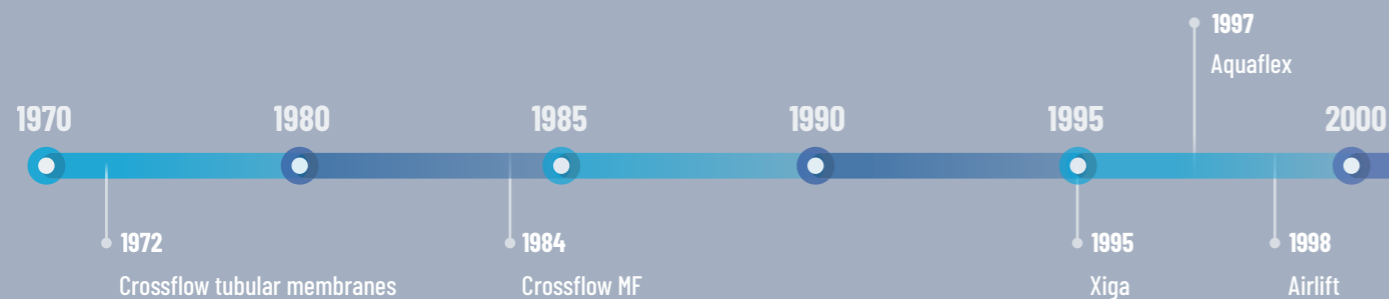 1997
Aquaflex
1970
1980
1985
1990
1995
2000
1972
Crossflow tubular membranes
1984
Crossflow MF
1995
Xiga
1998
Airlift